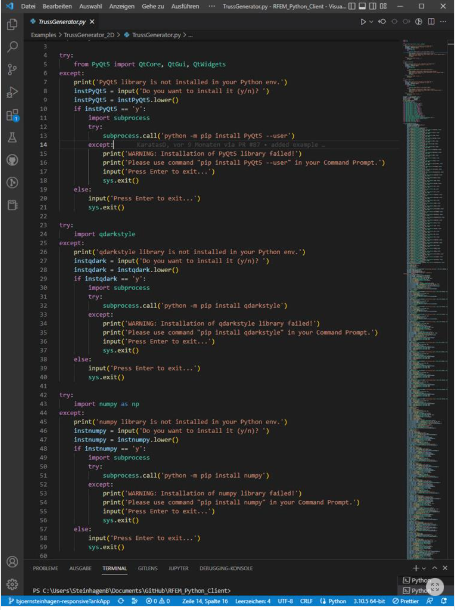 Datei Bearbeiten Auswahl Anzeigen Gehe zu Ausführen ... TrussGenerator.py - RFEM_Python_Client - Visua...
TrussGenerator.py ×
Examples > TrussGenerator_2D > TrussGenerator.py > ...
3
4 try:
5 from PyQt5 import QtCore, QtGui, QtWidgets
6 except:
7 print('PyQt5 library is not installed in your Python env.')
8 instPyQt5 = input('Do you want to install it (y/n)? ')
9 instPyQt5 = instPyQt5.lower()
10 if instPyQt5 == 'y':
11 import subprocess
12 try:
13 subprocess.call('python -m pip install PyQt5 --user')
14 except:
15 print('WARNING: Installation of PyQt5 library failed!')
16 print('Please use command "pip install PyQt5 --user" in your Command Prompt.')
17 input('Press Enter to exit...')
18 sys.exit()
19 else:
20 input('Press Enter to exit...')
21 sys.exit()
22
23 try:
24 import qdarkstyle
25 except:
26 print('qdarkstyle library is not installed in your Python env.')
27 instqdark = input('Do you want to install it (y/n)? ')
28 instqdark = instqdark.lower()
29 if instqdark == 'y':
30 import subprocess
31 try:
32 subprocess.call('python -m pip install qdarkstyle')
33 except:
34 print('WARNING: Installation of qdarkstyle library failed!')
35 print('Please use command "pip install qdarkstyle" in your Command Prompt.')
36 input('Press Enter to exit...')
37 sys.exit()
38 else:
39 input('Press Enter to exit...')
40 sys.exit()
41
42 try:
43 import numpy as np
44 except:
45 print('numpy library is not installed in your Python env.')
46 instnumpy = input('Do you want to install it (y/n)? ')
47 instnumpy = instnumpy.lower()
48 if instnumpy == 'y':
49 import subprocess
50 try:
51 subprocess.call('python -m pip install numpy')
52 except:
53 print('WARNING: Installation of numpy library failed!')
54 print('Please use command "pip install numpy" in your Command Prompt.')
55 input('Press Enter to exit...')
56 sys.exit()
57 else:
58 input('Press Enter to exit...')
59 sys.exit()
60
PROBLEME AUSGABE TERMINAL GITLENS JUPYTER DEBUGGING-KONSOLE
PS C:\Users\SteinhagenB\Documents\GitHub\RFEM_Python_Client>
bjoernsteinhagen-responsiveTankApp 0 0 Zeile 14, Spalte 16 Leerzeichen: 4 UTF-8 CRLF Python 3.10.5 64-bit Prettier